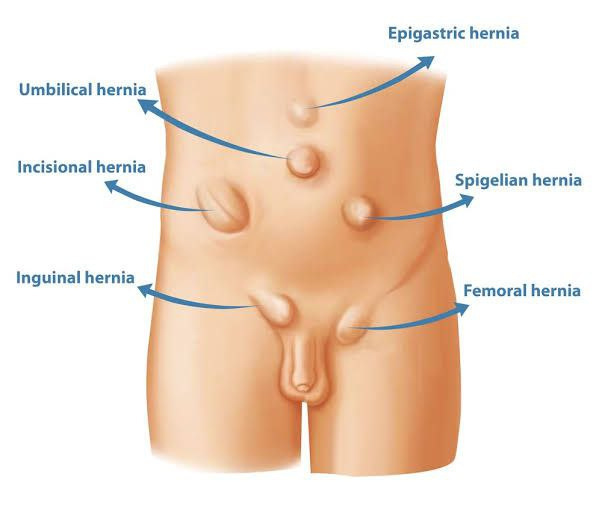 Epigastric hernia
Umbilical hernia
Incisional hernia
Spigelian hernia
Inguinal hernia
Femoral hernia